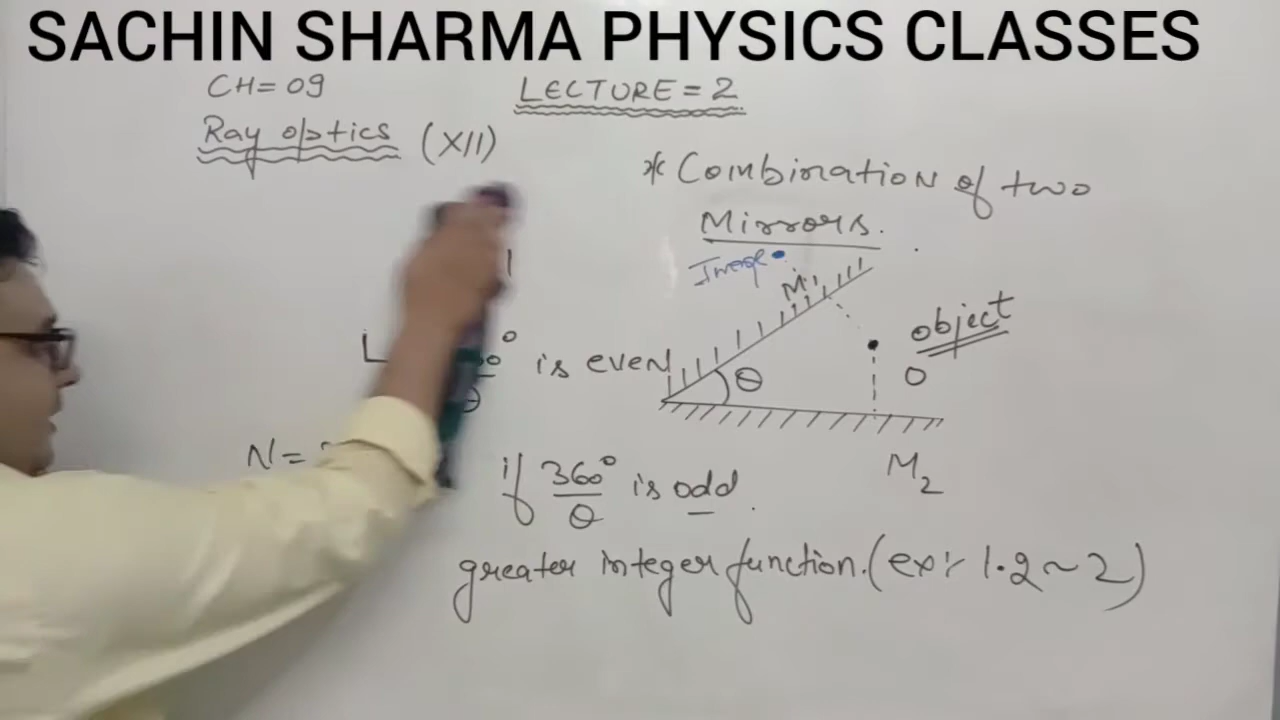 SACHIN SHARMA PHYSICS CLASSES
CH=09
LECTURE=2
Ray optics (XII)
* Combination of two
Mirrors.
Image
M1
object
O
θ
is even
M2
N=
if 360°/θ is odd.
greater integer function. (ex:- 1.2~2)